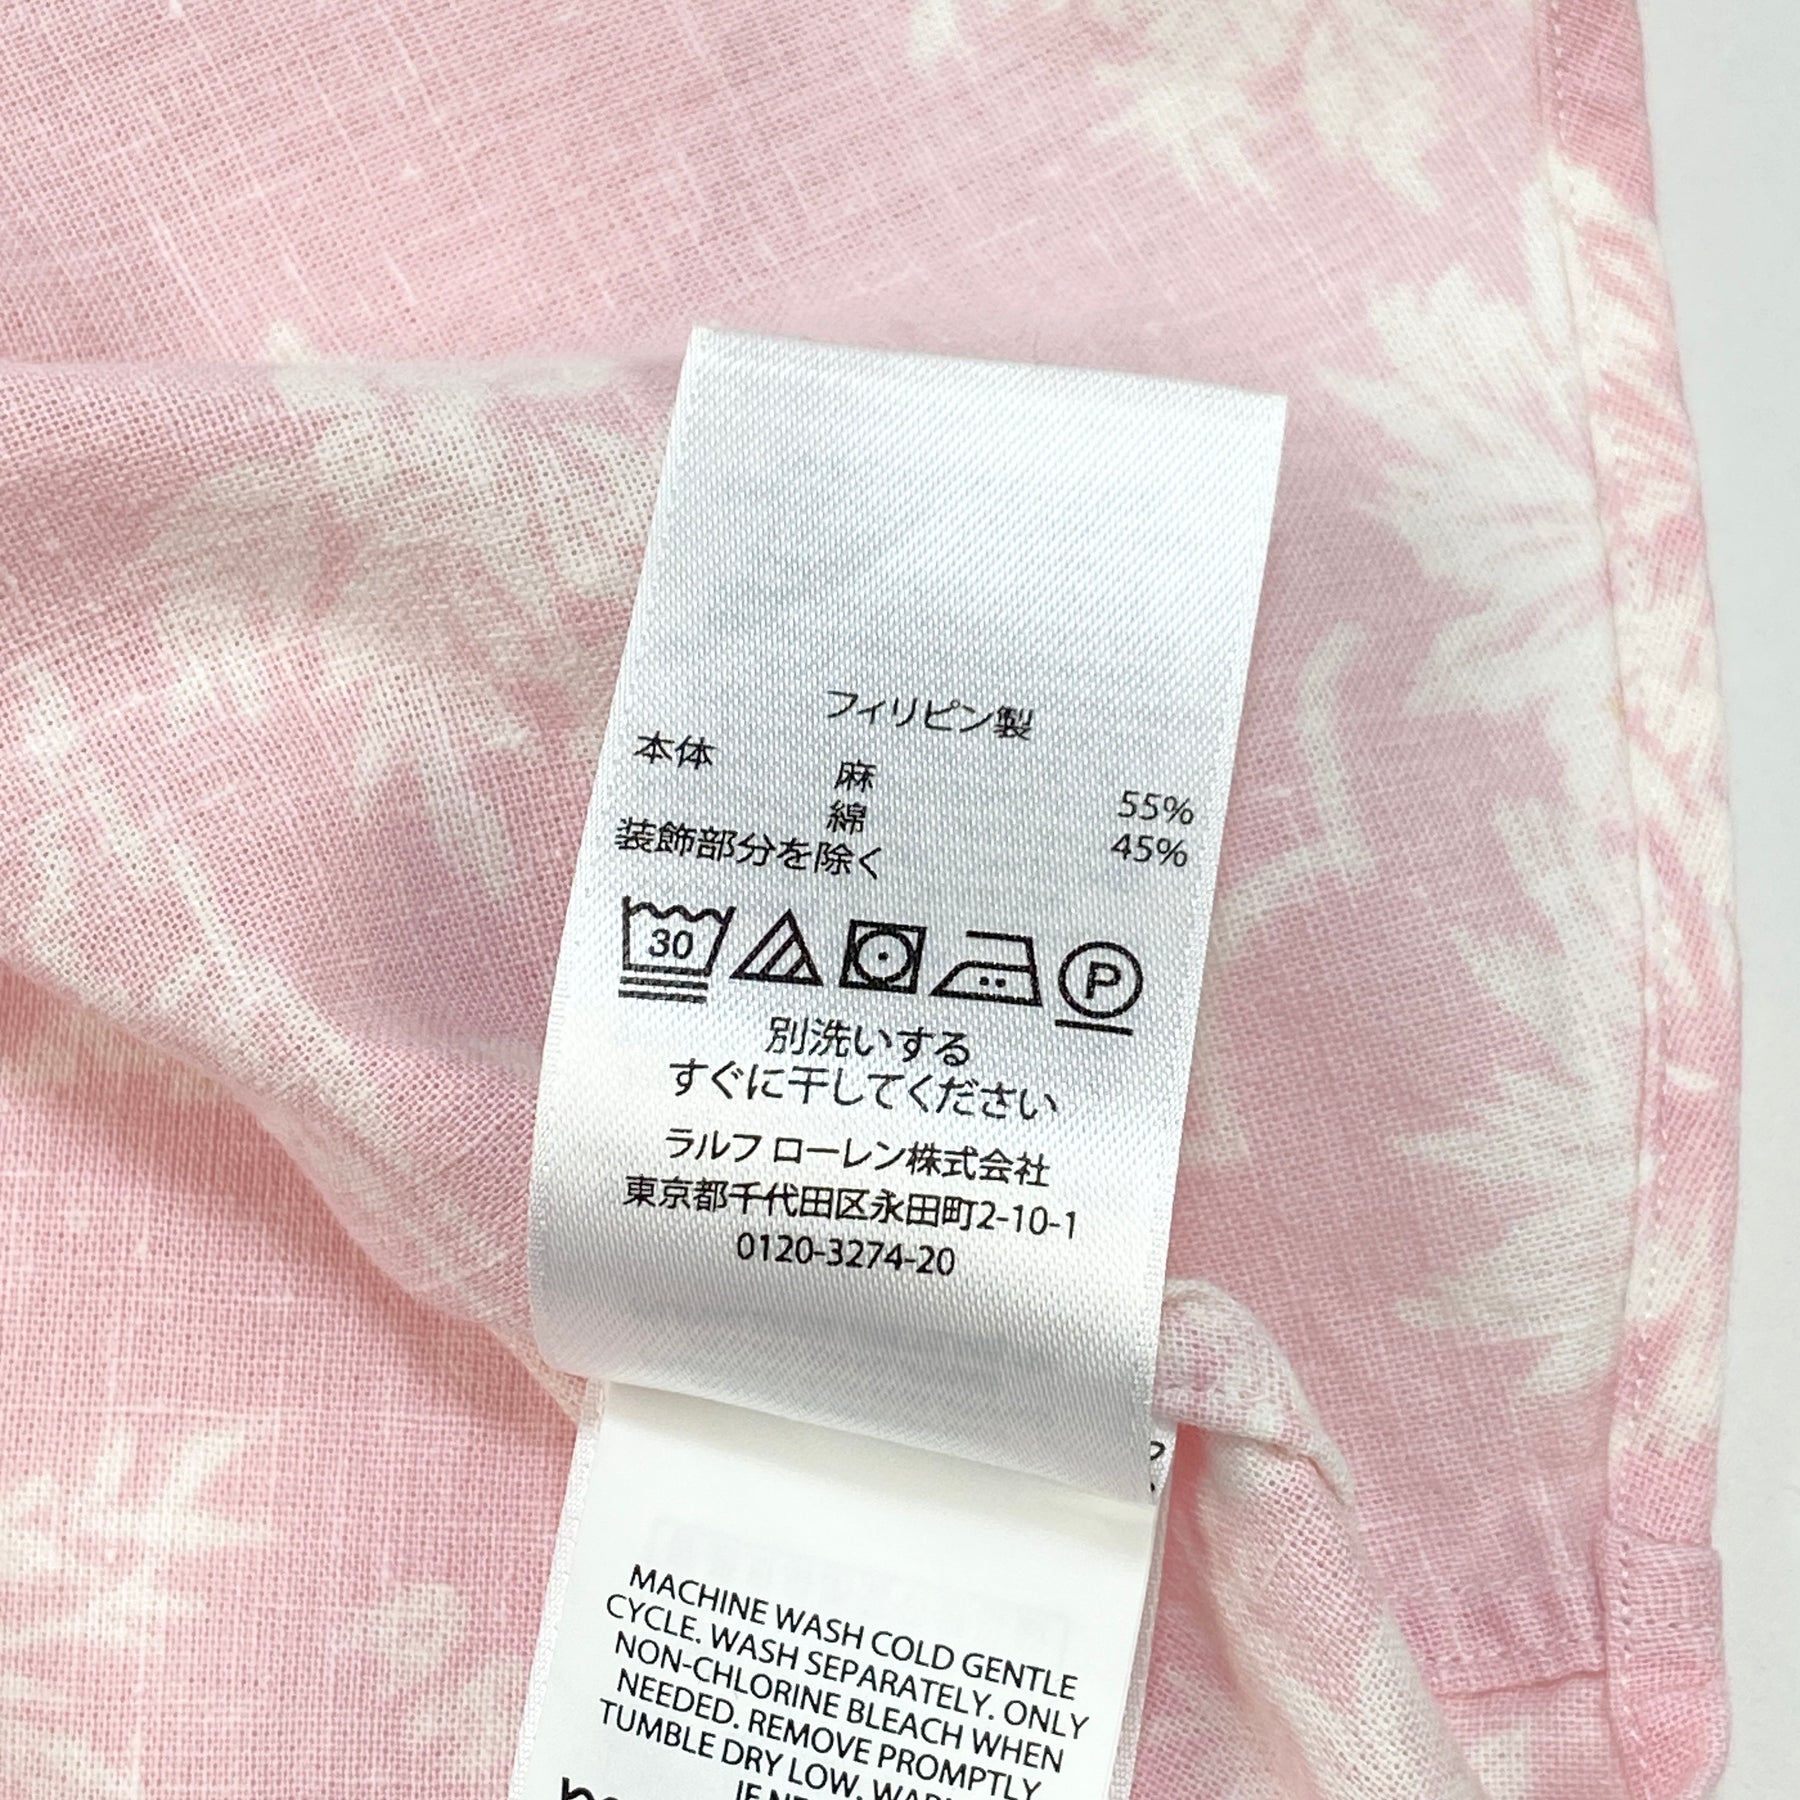 フィリピン製
本体 麻 55%
綿 45%
装飾部分を除く
30 P
別洗いする
すぐに干してください
ラルフ ローレン株式会社
東京都千代田区永田町2-10-1
0120-3274-20
MACHINE WASH COLD GENTLE
CYCLE. WASH SEPARATELY. ONLY
NON-CHLORINE BLEACH WHEN
NEEDED. REMOVE PROMPTLY
TUMBLE DRY LOW.